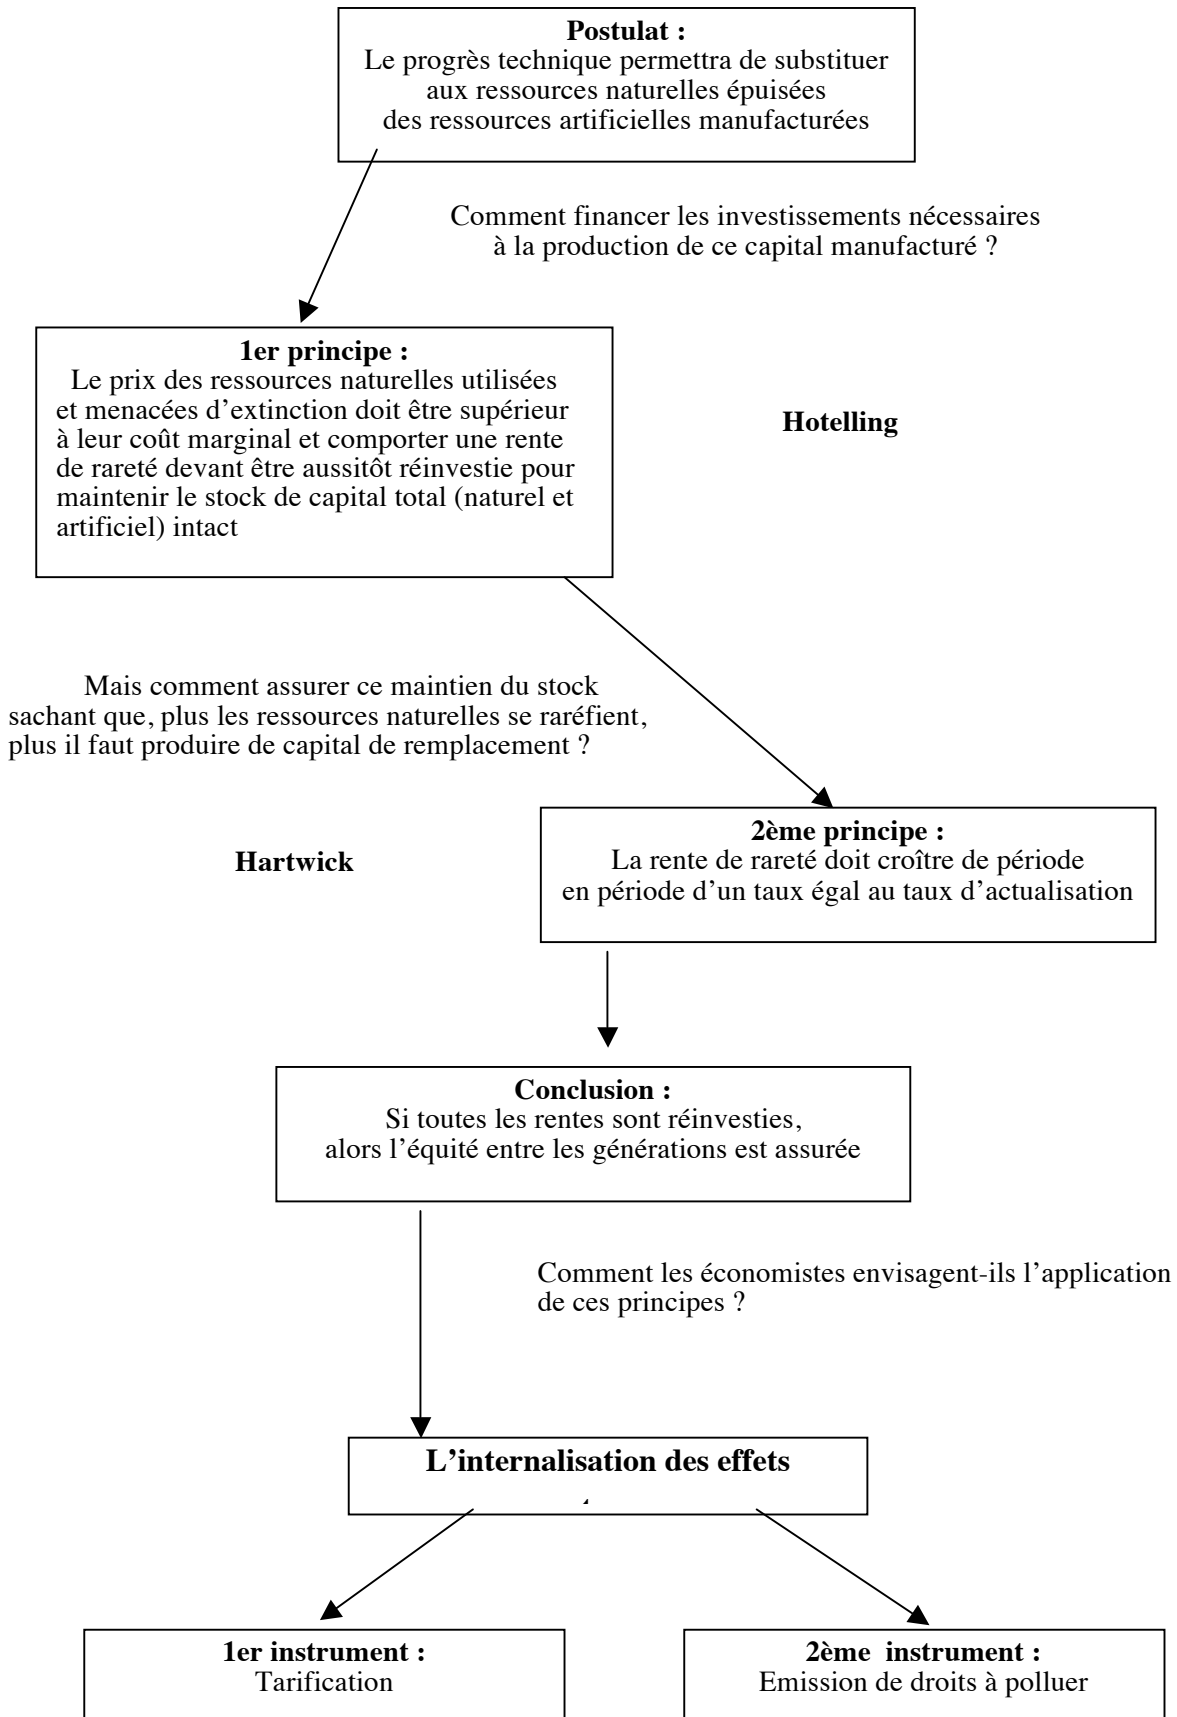 Postulat :
Le progrès technique permettra de substituer
aux ressources naturelles épuisées
des ressources artificielles manufacturées
Comment financer les investissements nécessaires
à la production de ce capital manufacturé ?
1er principe :
Le prix des ressources naturelles utilisées
et menacées d’extinction doit être supérieur
à leur coût marginal et comporter une rente
de rareté devant être aussitôt réinvestie pour
maintenir le stock de capital total (naturel et
artificiel) intact
Hotelling
Mais comment assurer ce maintien du stock
sachant que, plus les ressources naturelles se raréfient,
plus il faut produire de capital de remplacement ?
Hartwick
2ème principe :
La rente de rareté doit croître de période
en période d’un taux égal au taux d’actualisation
Conclusion :
Si toutes les rentes sont réinvesties,
alors l’équité entre les générations est assurée
Comment les économistes envisagent-ils l’application
de ces principes ?
L’internalisation des effets
1er instrument :
Tarification
2ème instrument :
Emission de droits à polluer